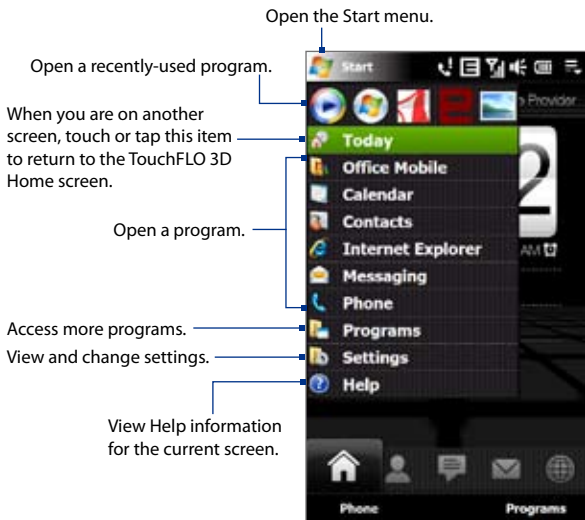 Open the Start menu.
Open a recently-used program.
When you are on another
screen, touch or tap this item
to return to the TouchFLO 3D
Home screen.
Open a program.
Access more programs.
View and change settings.
View Help information
for the current screen.
Start
Provider
Today
Office Mobile
Calendar
Contacts
Internet Explorer
AM
Messaging
Phone
Programs
Settings
Help
2
Phone
Programs